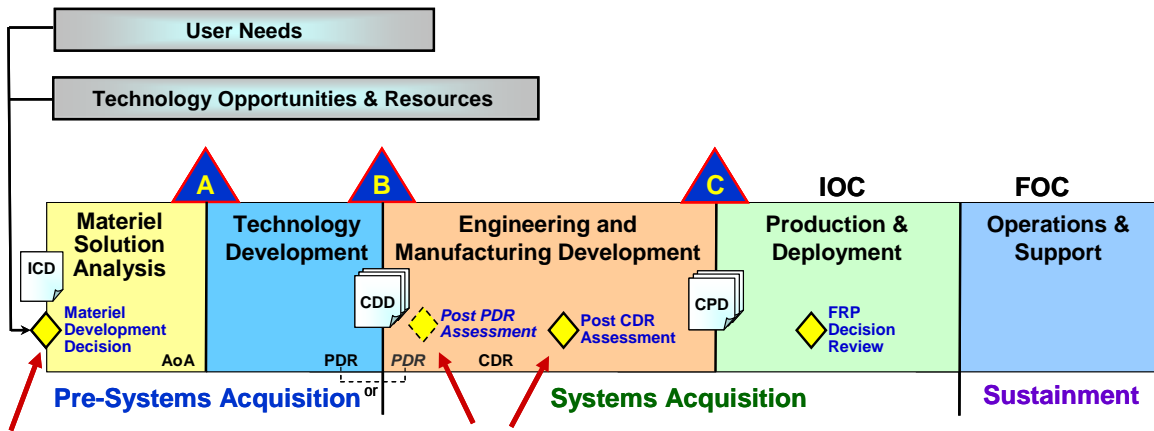 User Needs
Technology Opportunities & Resources
A
B
C
IOC
FOC
Materiel
Solution
Analysis
Technology
Development
Engineering and
Manufacturing Development
Production &
Deployment
Operations &
Support
ICD
CDD
CPD
Materiel
Development
Decision
Post PDR
Assessment
Post CDR
Assessment
FRP
Decision
Review
AoA
PDR
PDR
CDR
or
Pre-Systems Acquisition
Systems Acquisition
Sustainment